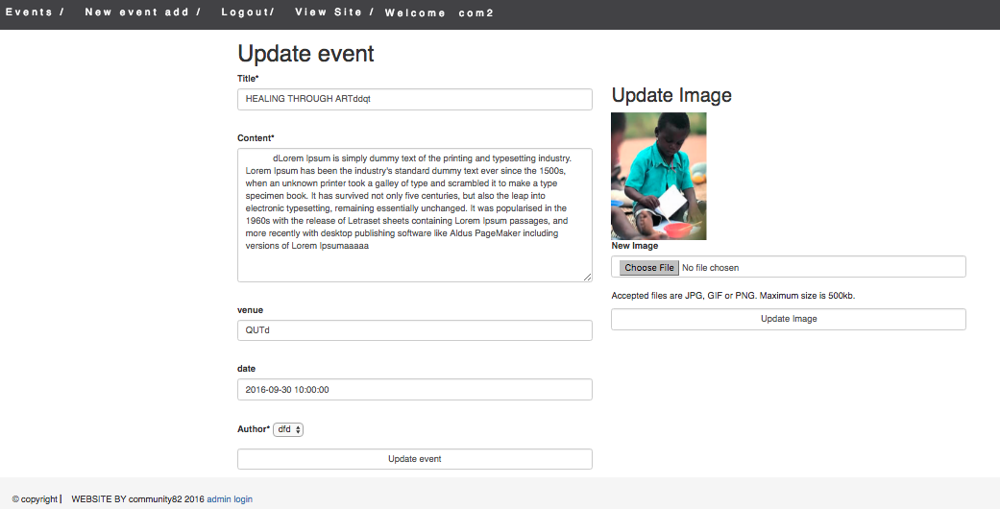 Events / New event add / Logout/ View Site / Welcome com2
Update event
Title*
HEALING THROUGH ARTddqt
Content*
dLorem Ipsum is simply dummy text of the printing and typesetting industry.
Lorem Ipsum has been the industry's standard dummy text ever since the 1500s,
when an unknown printer took a galley of type and scrambled it to make a type
specimen book. It has survived not only five centuries, but also the leap into
electronic typesetting, remaining essentially unchanged. It was popularised in the
1960s with the release of Letraset sheets containing Lorem Ipsum passages, and
more recently with desktop publishing software like Aldus PageMaker including
versions of Lorem Ipsumaaaaa
venue
QUTd
date
2016-09-30 10:00:00
Author* dfd
Update event
Update Image
New Image
Choose File No file chosen
Accepted files are JPG, GIF or PNG. Maximum size is 500kb.
Update Image
© copyright | WEBSITE BY community82 2016 admin login